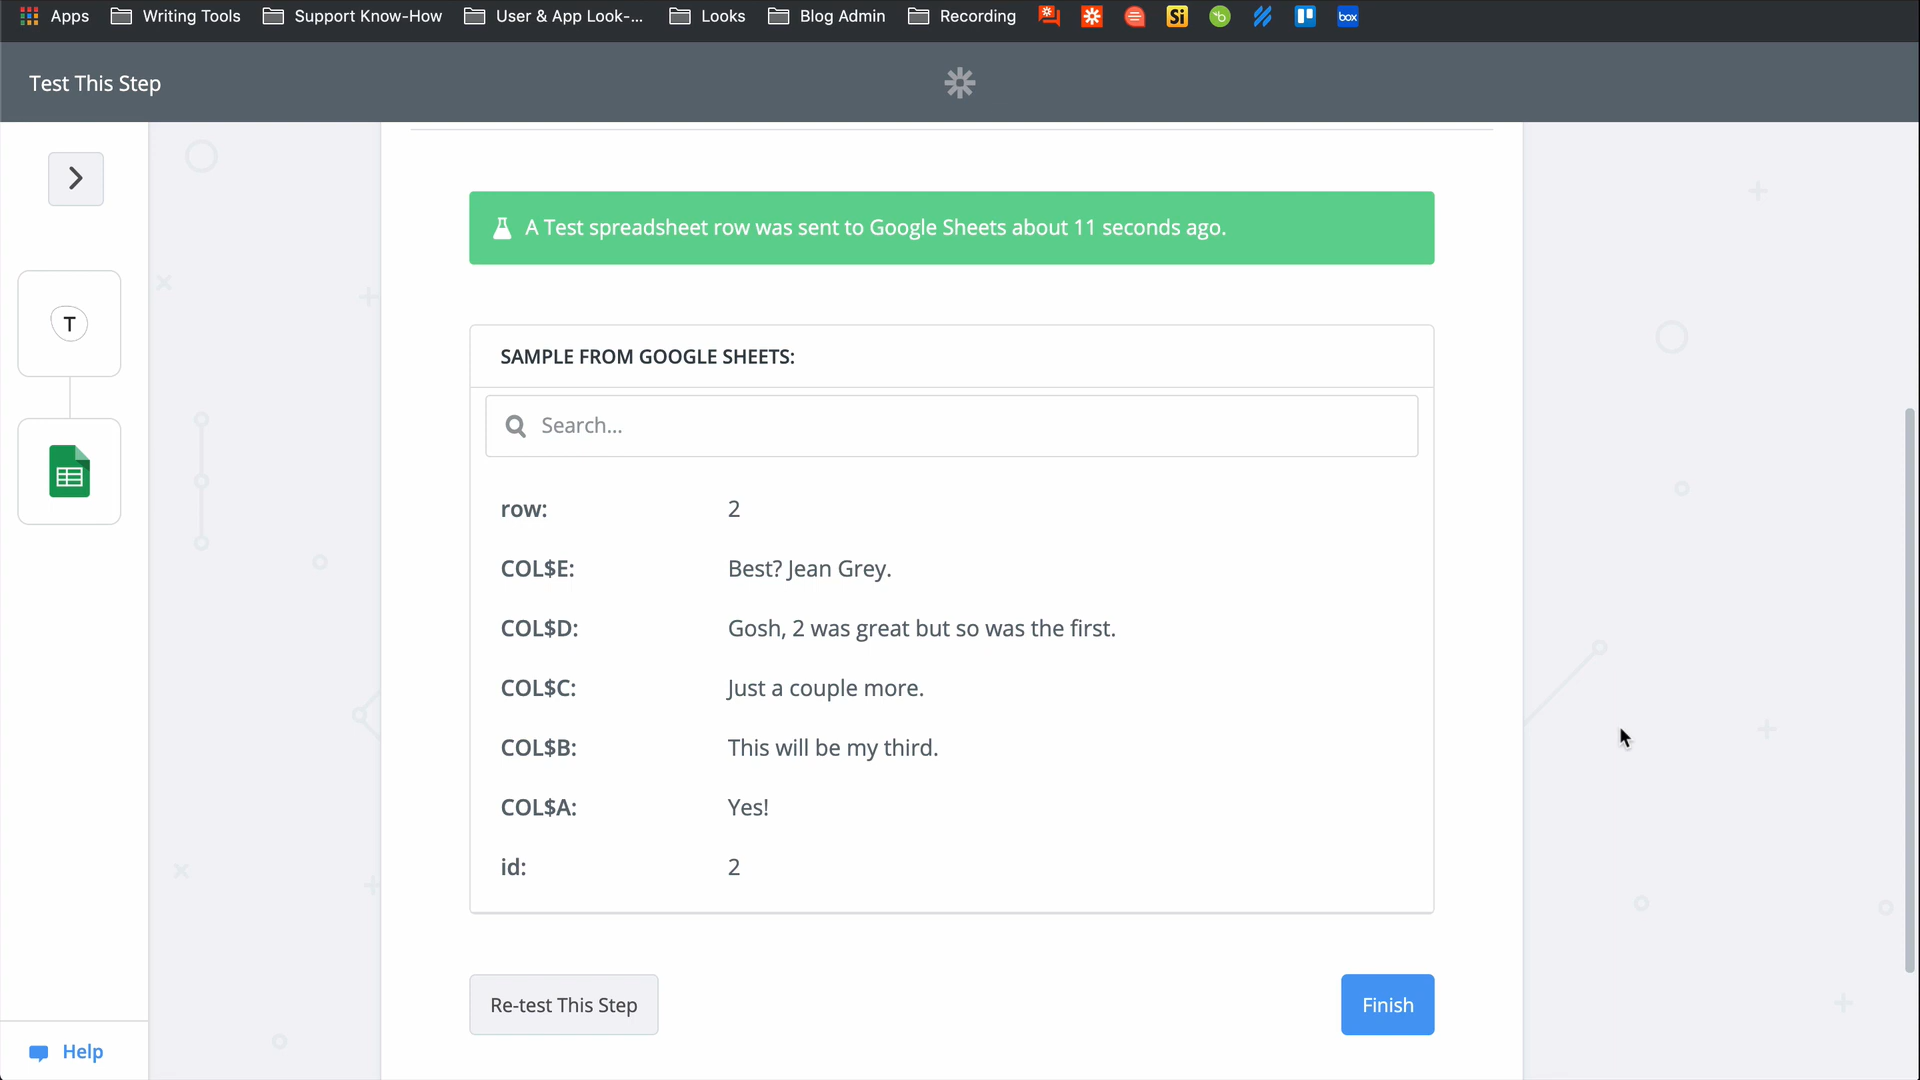 Apps Writing Tools Support Know-How User & App Look-... Looks Blog Admin Recording Si b box
Test This Step
A Test spreadsheet row was sent to Google Sheets about 11 seconds ago.
T
SAMPLE FROM GOOGLE SHEETS:
Search...
row: 2
COL$E: Best? Jean Grey.
COL$D: Gosh, 2 was great but so was the first.
COL$C: Just a couple more.
COL$B: This will be my third.
COL$A: Yes!
id: 2
Re-test This Step Finish
Help